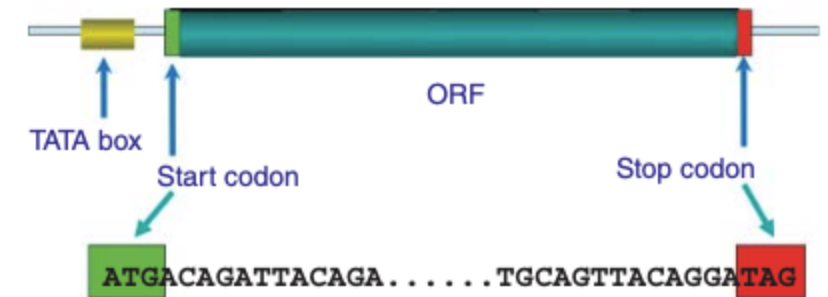 ORF
TATA box
Start codon
Stop codon
ATGACAGATTACAGA......TGCAGTTACAGGATAG